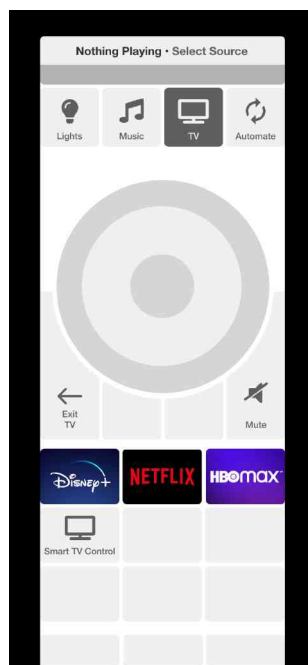 Nothing Playing • Select Source
Lights
Music
TV
Automate
Exit
TV
Mute
Disney+
NETFLIX
HBOmax
Smart TV Control